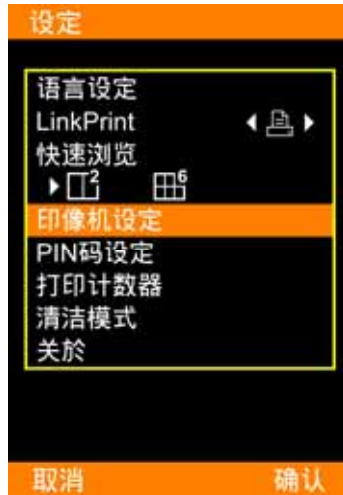 设定
语言设定
LinkPrint
快速浏览
2 6
印像机设定
PIN码设定
打印计数器
清洁模式
关於
取消 确认